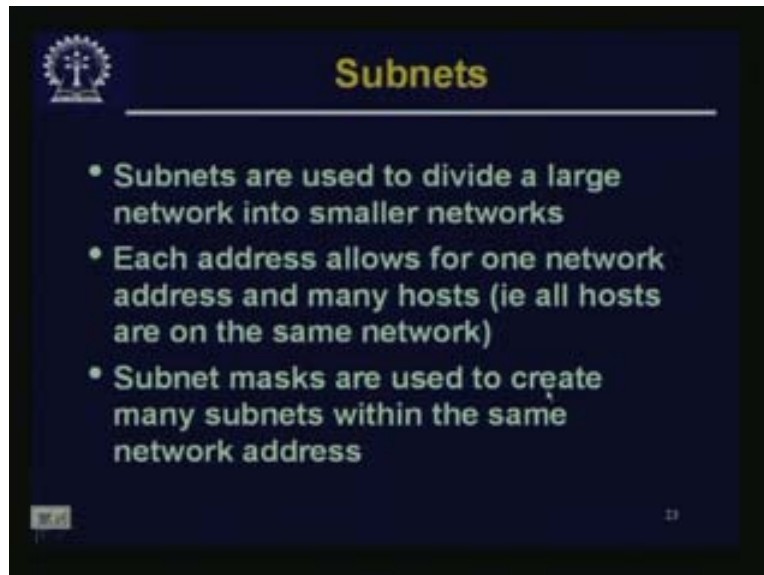 Subnets
• Subnets are used to divide a large
network into smaller networks
• Each address allows for one network
address and many hosts (ie all hosts
are on the same network)
• Subnet masks are used to create
many subnets within the same
network address